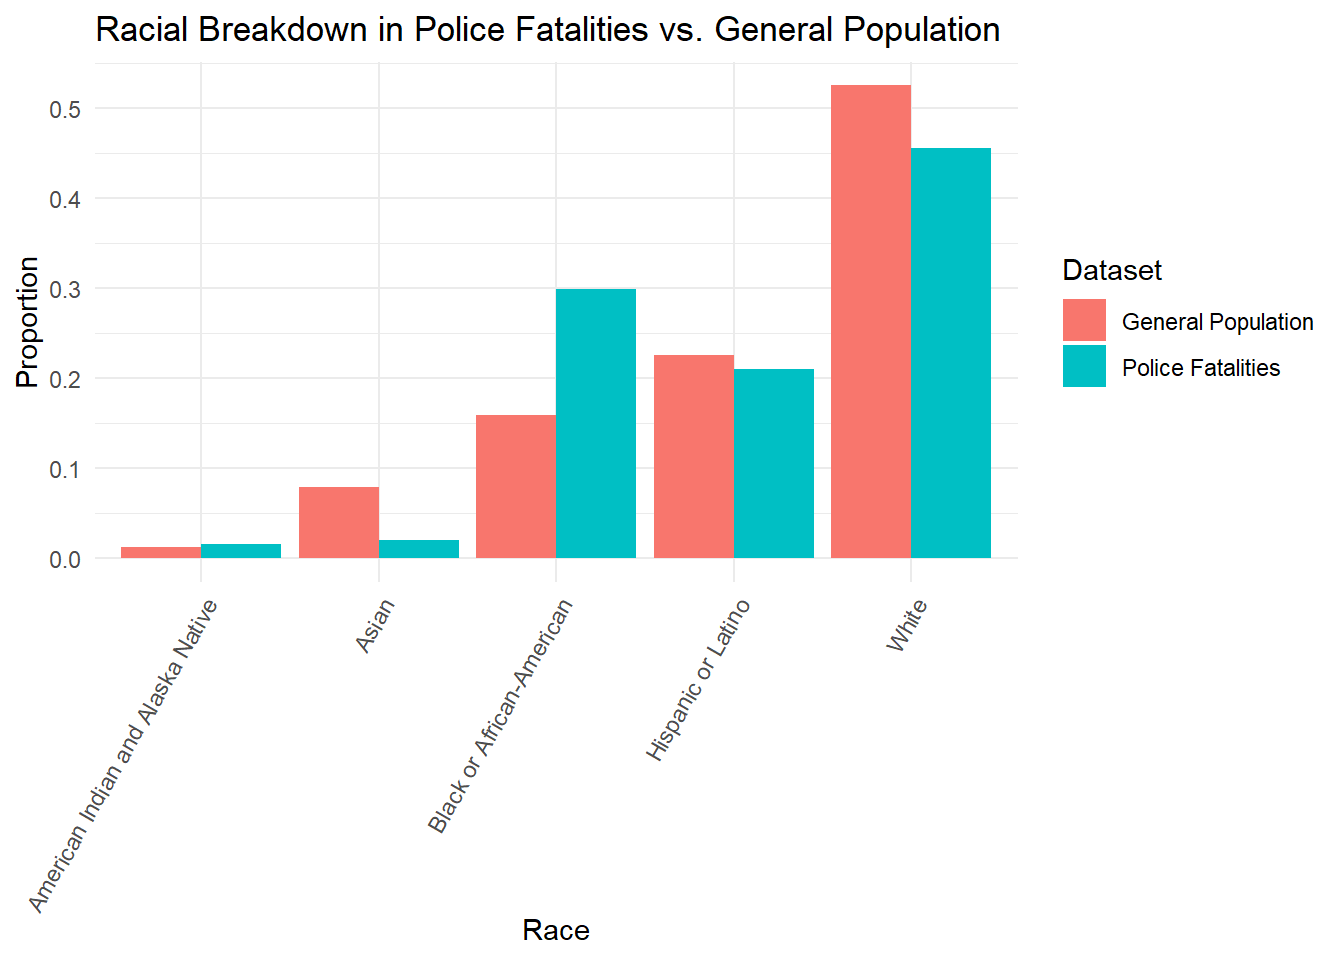 Racial Breakdown in Police Fatalities vs. General Population
Proportion
0.5
0.4
0.3
0.2
0.1
0.0
American Indian and Alaska Native
Asian
Black or African-American
Hispanic or Latino
White
Race
Dataset
General Population
Police Fatalities